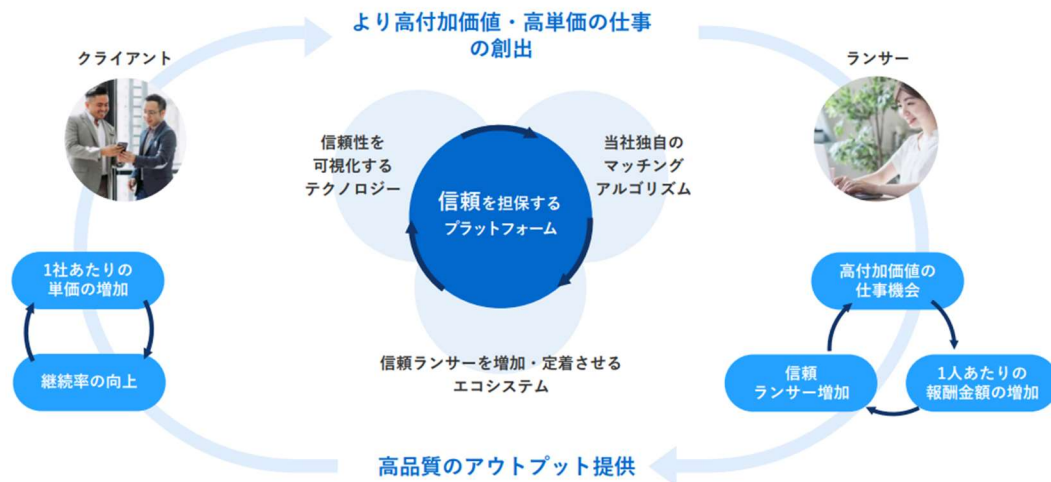 より高付加価値・高単価の仕事
の創出
クライアント
ランサー
信頼性を
可視化する
テクノロジー
当社独自の
マッチング
アルゴリズム
信頼を担保する
プラットフォーム
1社あたりの
単価の増加
継続率の向上
高付加価値の
仕事機会
信頼
ランサー増加
1人あたりの
報酬金額の増加
信頼ランサーを増加・定着させる
エコシステム
高品質のアウトプット提供